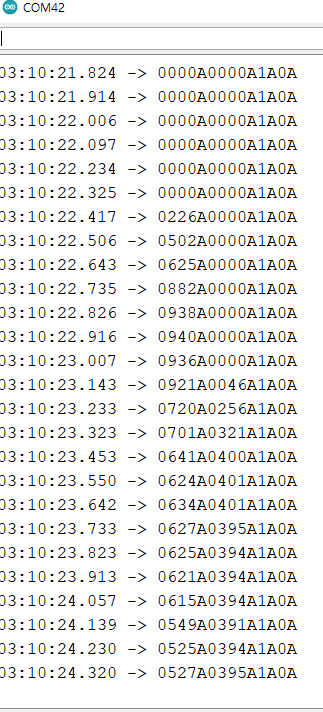 COM42
03:10:21.824 -> 0000A0000A1A0A
03:10:21.914 -> 0000A0000A1A0A
03:10:22.006 -> 0000A0000A1A0A
03:10:22.097 -> 0000A0000A1A0A
03:10:22.234 -> 0000A0000A1A0A
03:10:22.325 -> 0000A0000A1A0A
03:10:22.417 -> 0226A0000A1A0A
03:10:22.506 -> 0502A0000A1A0A
03:10:22.643 -> 0625A0000A1A0A
03:10:22.735 -> 0882A0000A1A0A
03:10:22.826 -> 0938A0000A1A0A
03:10:22.916 -> 0940A0000A1A0A
03:10:23.007 -> 0936A0000A1A0A
03:10:23.143 -> 0921A0046A1A0A
03:10:23.233 -> 0720A0256A1A0A
03:10:23.323 -> 0701A0321A1A0A
03:10:23.453 -> 0641A0400A1A0A
03:10:23.550 -> 0624A0401A1A0A
03:10:23.642 -> 0634A0401A1A0A
03:10:23.733 -> 0627A0395A1A0A
03:10:23.823 -> 0625A0394A1A0A
03:10:23.913 -> 0621A0394A1A0A
03:10:24.057 -> 0615A0394A1A0A
03:10:24.139 -> 0549A0391A1A0A
03:10:24.230 -> 0525A0394A1A0A
03:10:24.320 -> 0527A0395A1A0A